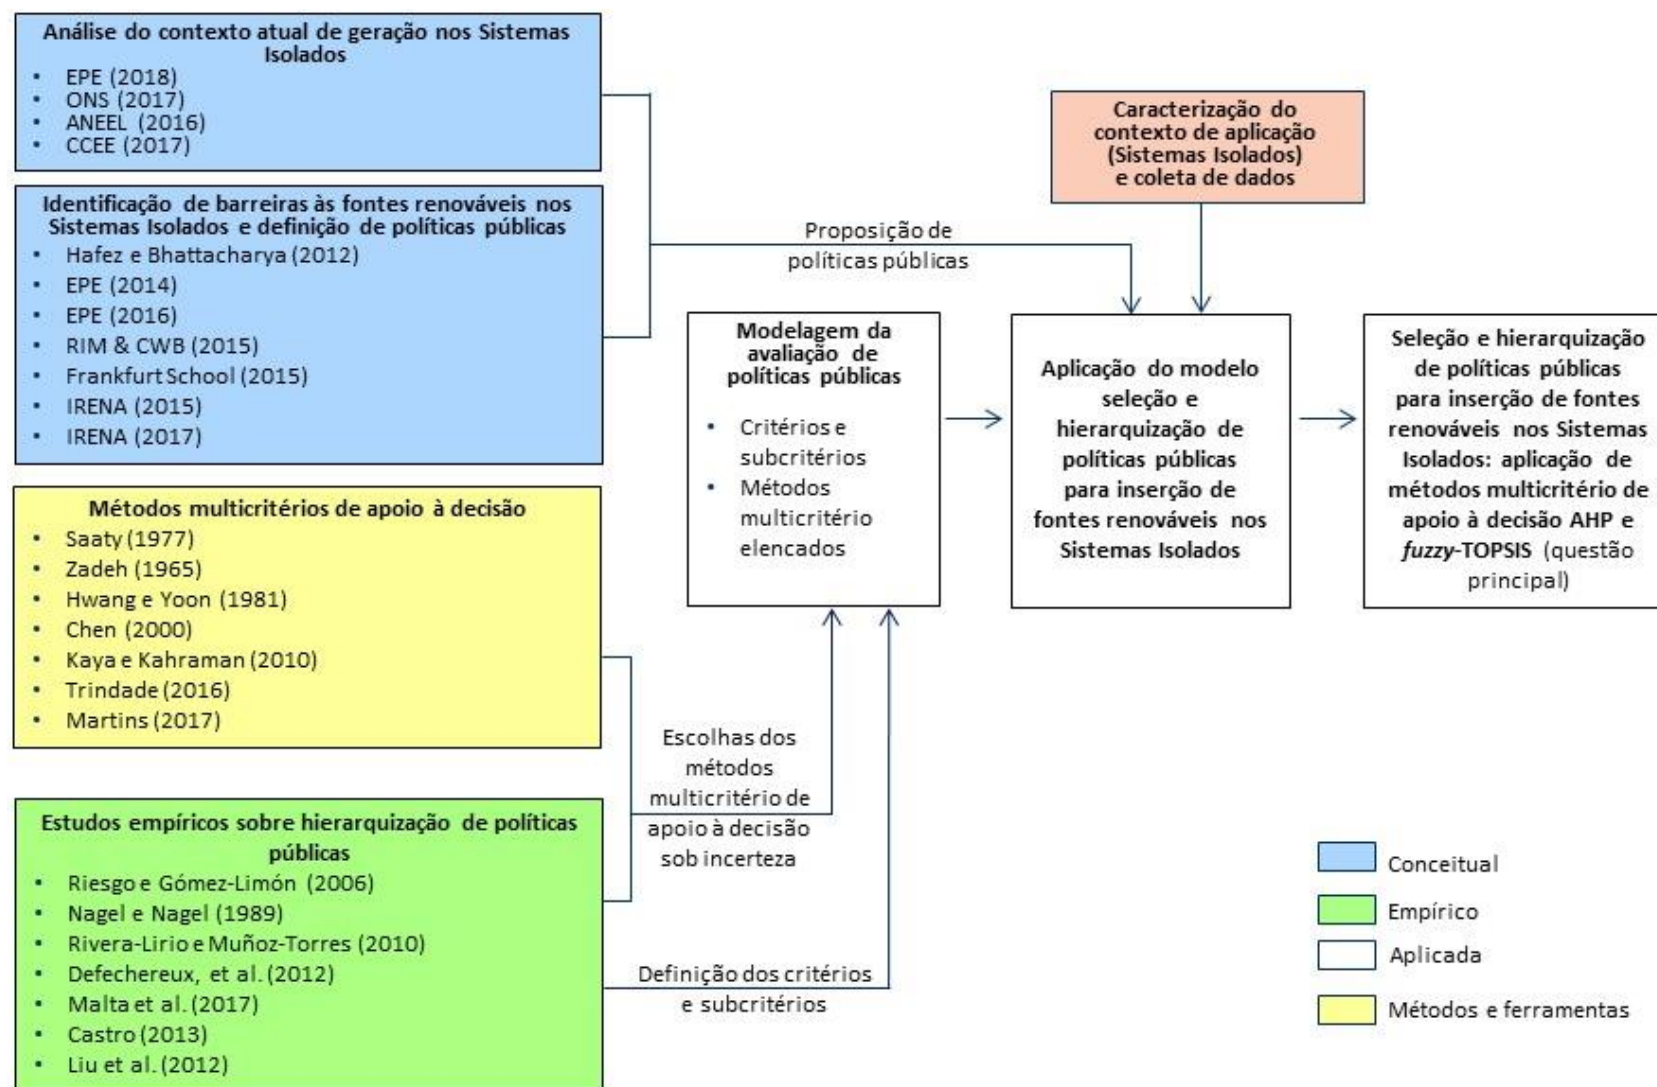 Análise do contexto atual de geração nos Sistemas
Isolados
• EPE (2018)
• ONS (2017)
• ANEEL (2016)
• CCEE (2017)
Identificação de barreiras às fontes renováveis nos
Sistemas Isolados e definição de políticas públicas
• Hafez e Bhattacharya (2012)
• EPE (2014)
• EPE (2016)
• RIM & CWB (2015)
• Frankfurt School (2015)
• IRENA (2015)
• IRENA (2017)
Métodos multicritérios de apoio à decisão
• Saaty (1977)
• Zadeh (1965)
• Hwang e Yoon (1981)
• Chen (2000)
• Kaya e Kahraman (2010)
• Trindade (2016)
• Martins (2017)
Estudos empíricos sobre hierarquização de políticas
públicas
• Riesgo e Gómez-Limón (2006)
• Nagel e Nagel (1989)
• Rivera-Lirio e Muñoz-Torres (2010)
• Defechereux, et al. (2012)
• Malta et al. (2017)
• Castro (2013)
• Liu et al. (2012)
Proposição de
políticas públicas
Escolhas dos
métodos
multicritério de
apoio à decisão
sob incerteza
Definição dos critérios
e subcritérios
Modelagem da
avaliação de
políticas públicas
• Critérios e
subcritérios
• Métodos
multicritério
elencados
Caracterização do
contexto de aplicação
(Sistemas Isolados)
e coleta de dados
Aplicação do modelo
seleção e
hierarquização de
políticas públicas
para inserção de
fontes renováveis nos
Sistemas Isolados
Seleção e hierarquização
de políticas públicas
para inserção de fontes
renováveis nos Sistemas
Isolados: aplicação de
métodos multicritério de
apoio à decisão AHP e
fuzzy-TOPSIS (questão
principal)
Conceitual
Empírico
Aplicada
Métodos e ferramentas